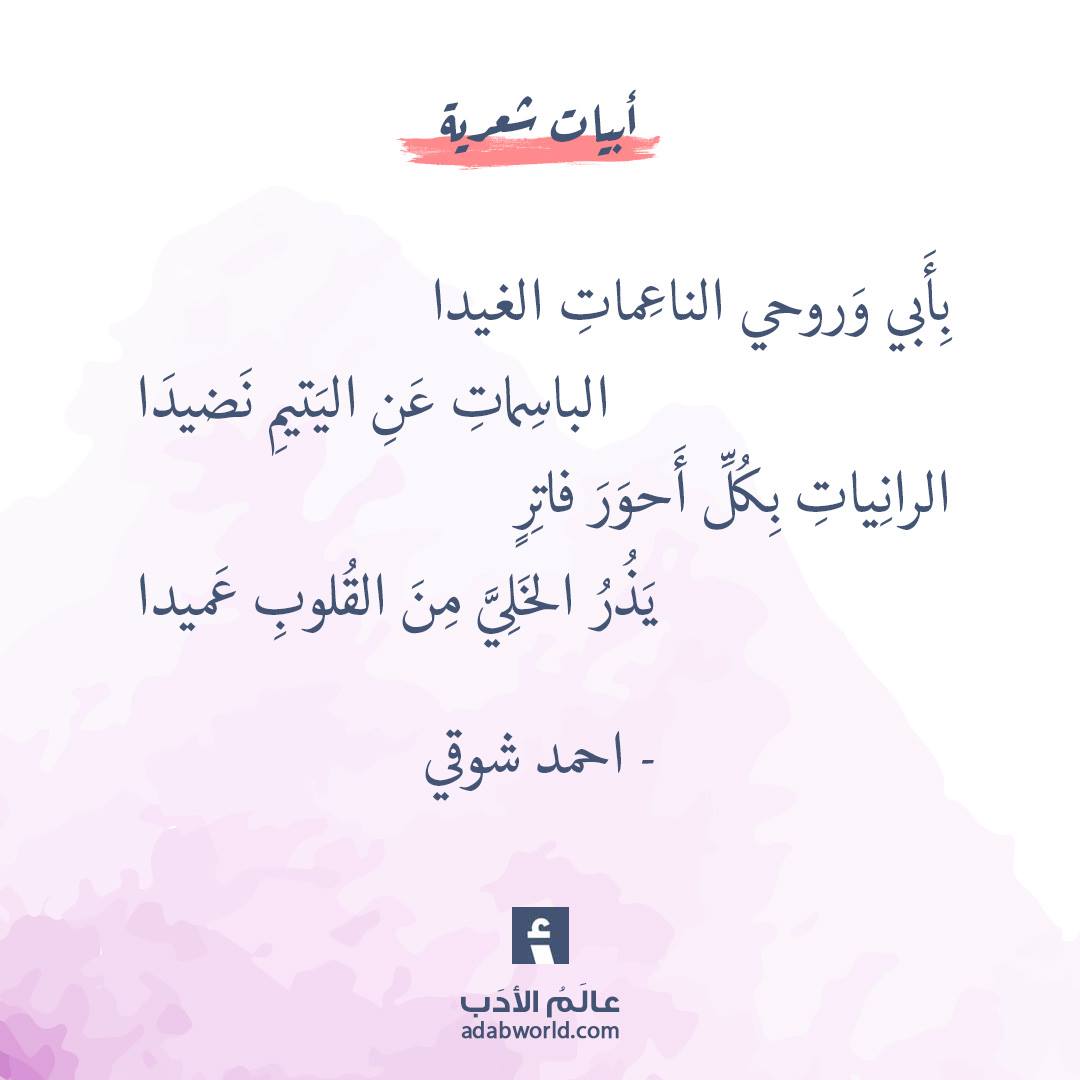 أبيات شعرية
بِأَبي وَروحي الناعِماتِ الغيدا
الباسِماتِ عَنِ اليَتيمِ نَضيدَا
الرانِياتِ بِكُلِّ أَحوَرَ فاتِرٍ
يَذُرُ الخَلِيَّ مِنَ القُلوبِ عَميدا
- احمد شوقي
أ
عالَمُ الأدَب
adabworld.com